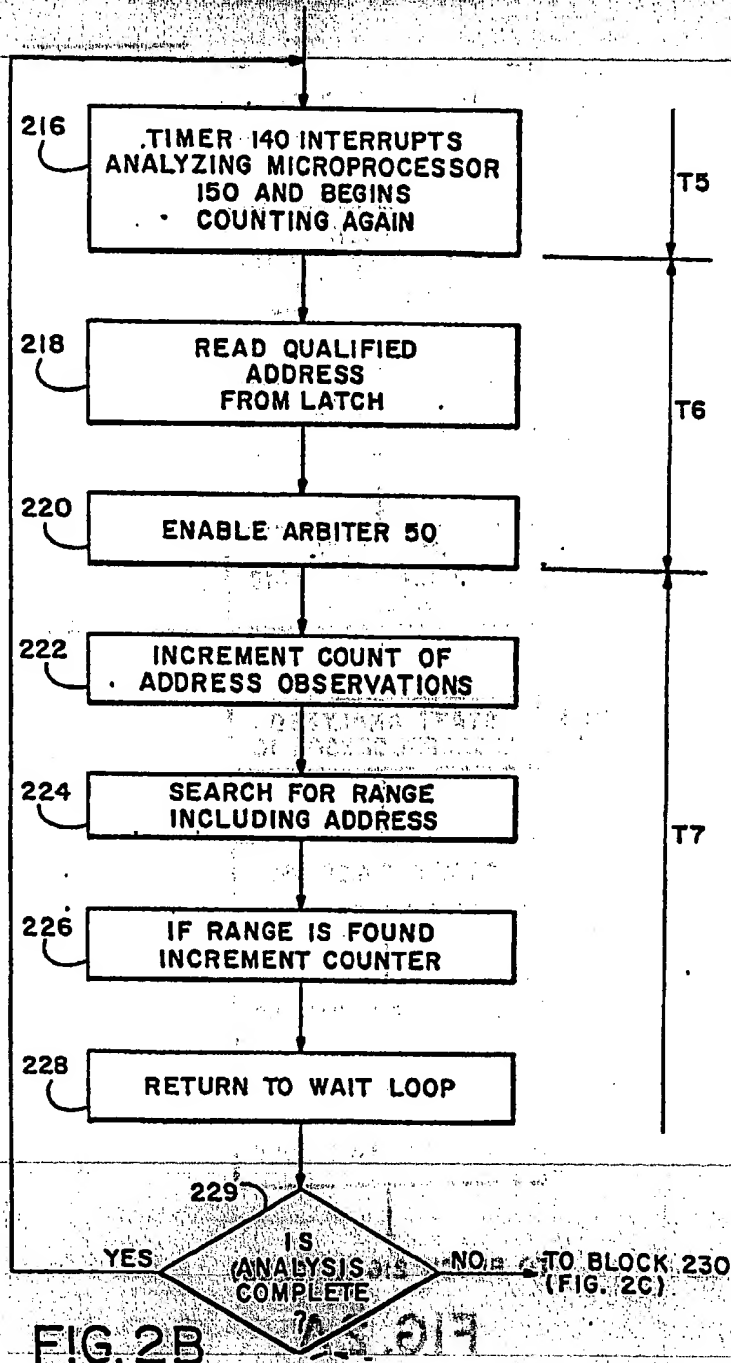 216
.TIMER 140 INTERRUPTS
ANALYZING MICROPROCESSOR
150 AND BEGINS
COUNTING AGAIN
T5
218
READ QUALIFIED
ADDRESS
FROM LATCH
T6
220
ENABLE ARBITER 50
222
INCREMENT COUNT OF
ADDRESS OBSERVATIONS
224
SEARCH FOR RANGE
INCLUDING ADDRESS
T7
226
IF RANGE IS FOUND
INCREMENT COUNTER
228
RETURN TO WAIT LOOP
229
IS
ANALYSIS
COMPLETE
?
YES
NO
TO BLOCK 230
(FIG. 2C)
FIG. 2B